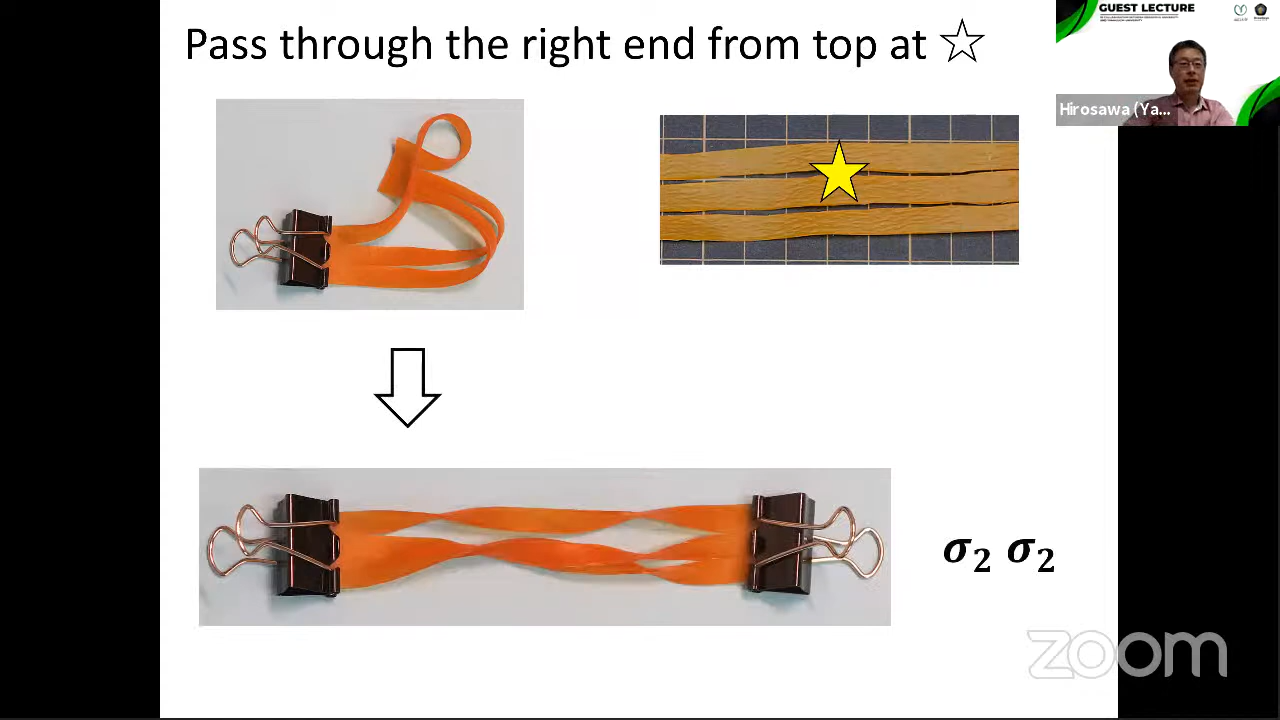 Pass through the right end from top at ☆
GUEST LECTURE
Hirosawa (Ya...
σ₂ σ₂
zoom